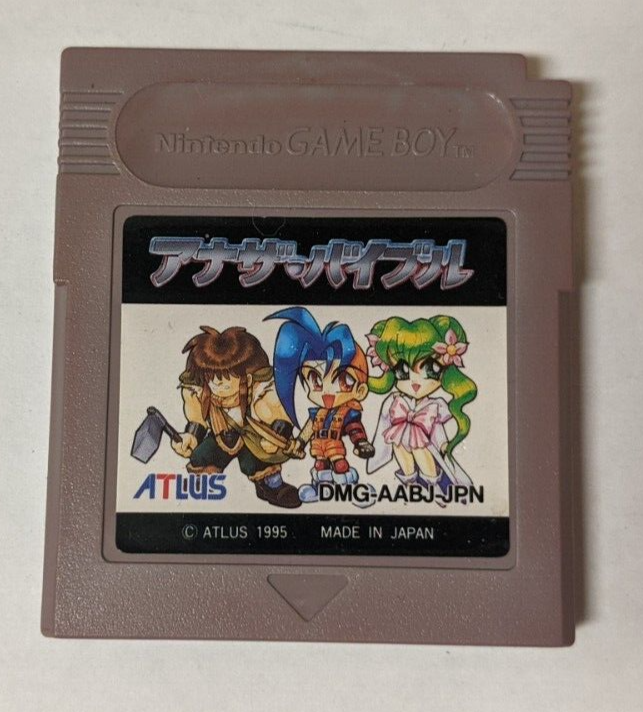 Nintendo GAME BOY TM
アナザ・バイブル
ATLUS
DMG-AABJ-JPN
© ATLUS 1995 MADE IN JAPAN